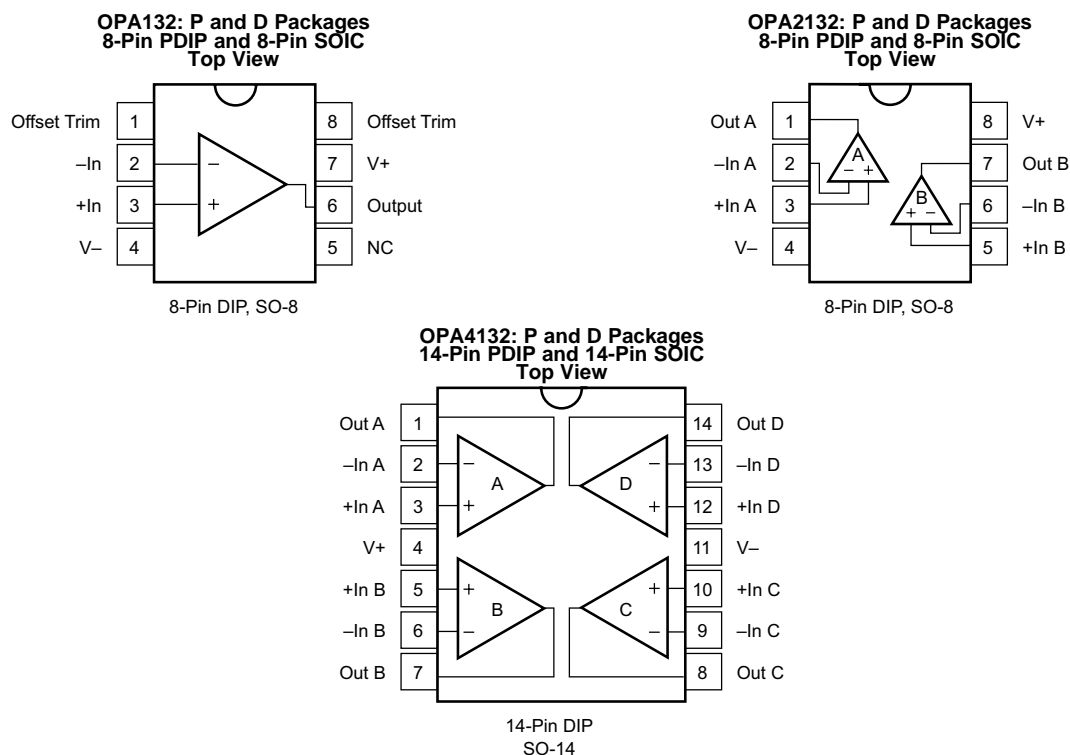 OPA132: P and D Packages
8-Pin PDIP and 8-Pin SOIC
Top View
Offset Trim 1
–In 2
+In 3
V– 4
8 Offset Trim
7 V+
6 Output
5 NC
–
+
8-Pin DIP, SO-8
OPA2132: P and D Packages
8-Pin PDIP and 8-Pin SOIC
Top View
Out A 1
–In A 2
+In A 3
V– 4
8 V+
7 Out B
6 –In B
5 +In B
A
– +
B
+ –
8-Pin DIP, SO-8
OPA4132: P and D Packages
14-Pin PDIP and 14-Pin SOIC
Top View
Out A 1
–In A 2
+In A 3
V+ 4
+In B 5
–In B 6
Out B 7
14 Out D
13 –In D
12 +In D
11 V–
10 +In C
9 –In C
8 Out C
–
A
+
–
D
+
+
B
–
+
C
–
14-Pin DIP
SO-14